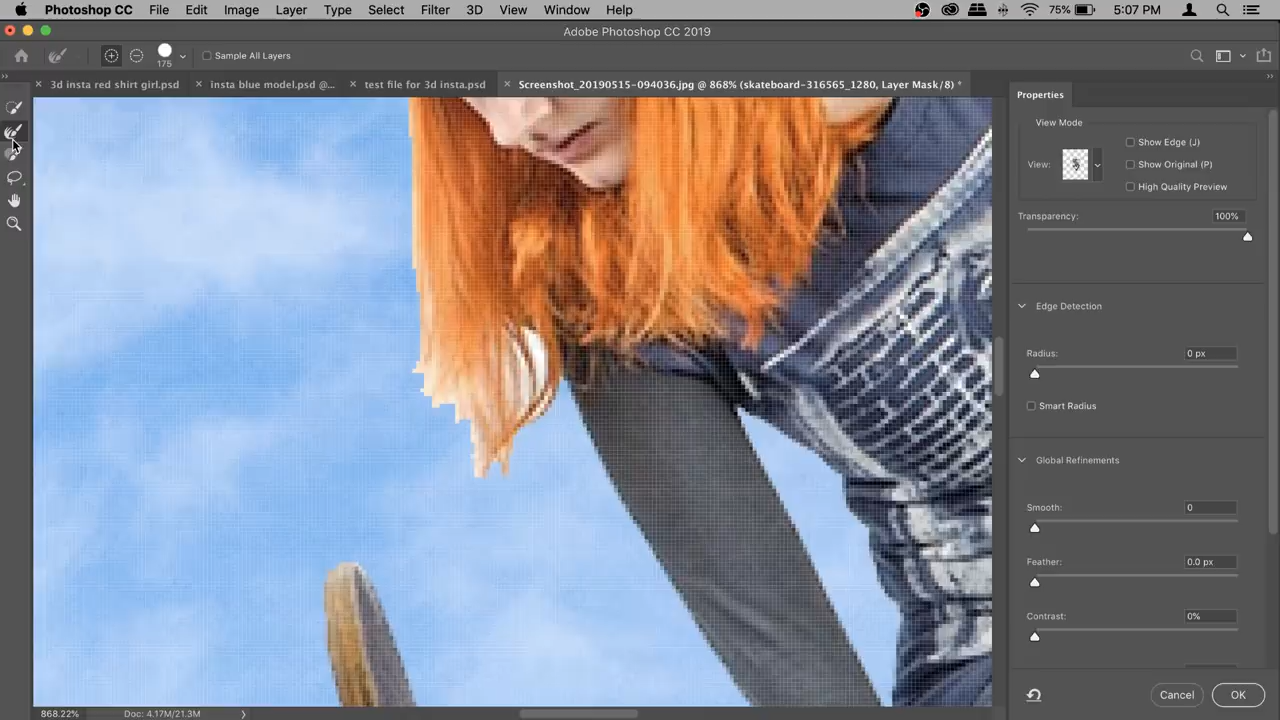 Photoshop CC File Edit Image Layer Type Select Filter 3D View Window Help 75% 5:07 PM
Adobe Photoshop CC 2019
175 Sample All Layers
3d insta red shirt girl.psd insta blue model.psd @... test file for 3d insta.psd Screenshot_20190515-094036.jpg @ 868% (skateboard-316565_1280, Layer Mask/8) *
Properties
View Mode
View:
Show Edge (J)
Show Original (P)
High Quality Preview
Transparency: 100%
Edge Detection
Radius: 0 px
Smart Radius
Global Refinements
Smooth: 0
Feather: 0.0 px
Contrast: 0%
Cancel OK
868.22% Doc: 4.17M/21.3M